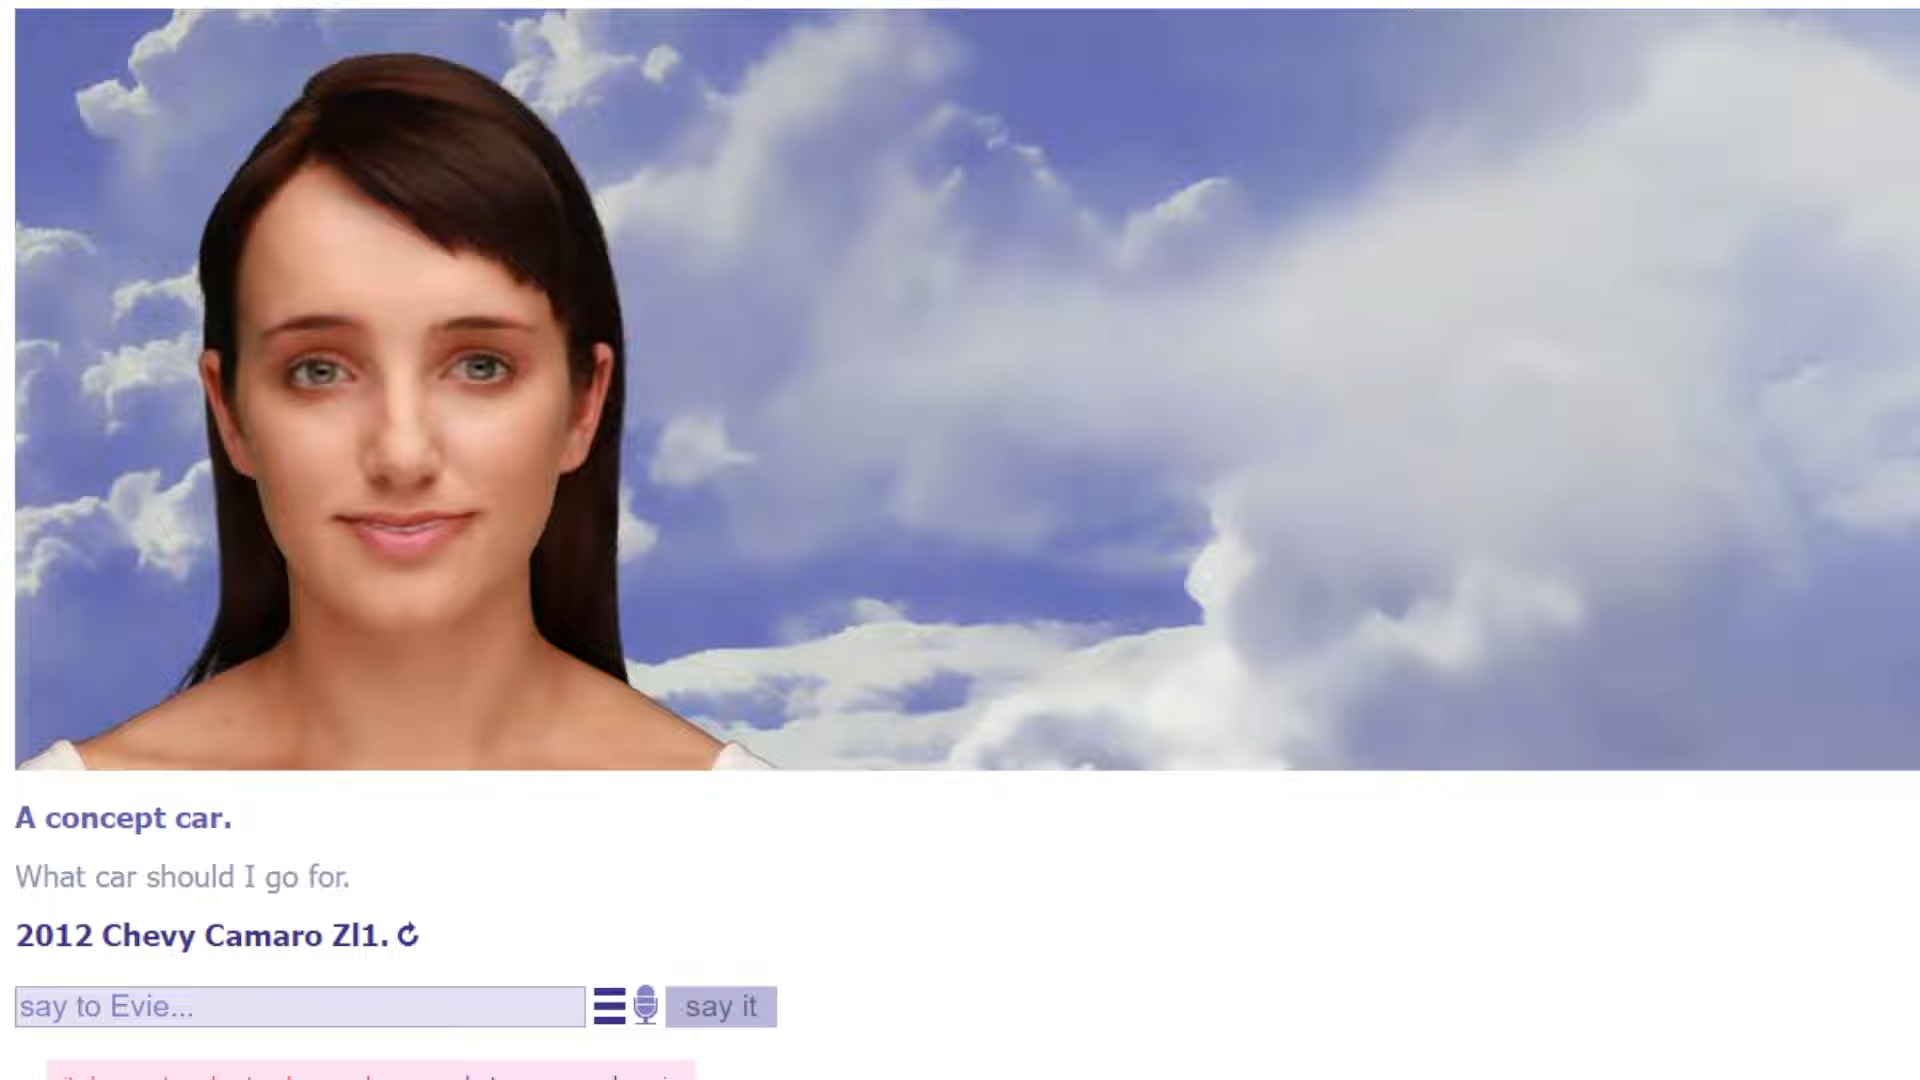 A concept car.
What car should I go for.
2012 Chevy Camaro Zl1.
say to Evie...
say it